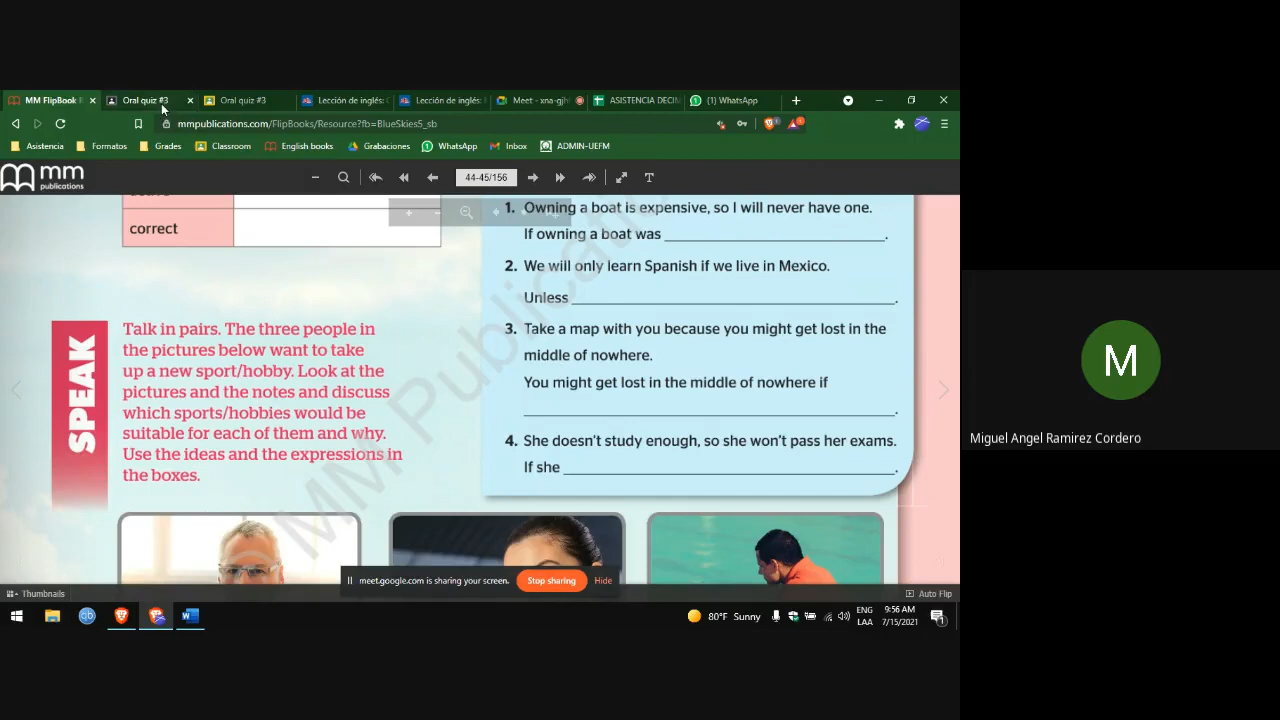 MM FlipBook R
Oral quiz #3
Oral quiz #3
Lección de inglés:
Lección de inglés:
Meet - xna-gjh
ASISTENCIA DECIM
(1) WhatsApp
mmpublications.com/FlipBooks/Resource?fb=BlueSkies5_sb
Asistencia
Formatos
Grades
Classroom
English books
Grabaciones
WhatsApp
Inbox
ADMIN-UEFM
mm
publications
44-45/156
correct
SPEAK
Talk in pairs. The three people in
the pictures below want to take
up a new sport/hobby. Look at the
pictures and the notes and discuss
which sports/hobbies would be
suitable for each of them and why.
Use the ideas and the expressions in
the boxes.
1. Owning a boat is expensive, so I will never have one.
If owning a boat was ______.
2. We will only learn Spanish if we live in Mexico.
Unless ______.
3. Take a map with you because you might get lost in the
middle of nowhere.
You might get lost in the middle of nowhere if
______.
4. She doesn't study enough, so she won't pass her exams.
If she ______.
© MM Publications
meet.google.com is sharing your screen.
Stop sharing
Hide
Thumbnails
Auto Flip
80°F Sunny
ENG
LAA
9:56 AM
7/15/2021
M
Miguel Angel Ramirez Cordero